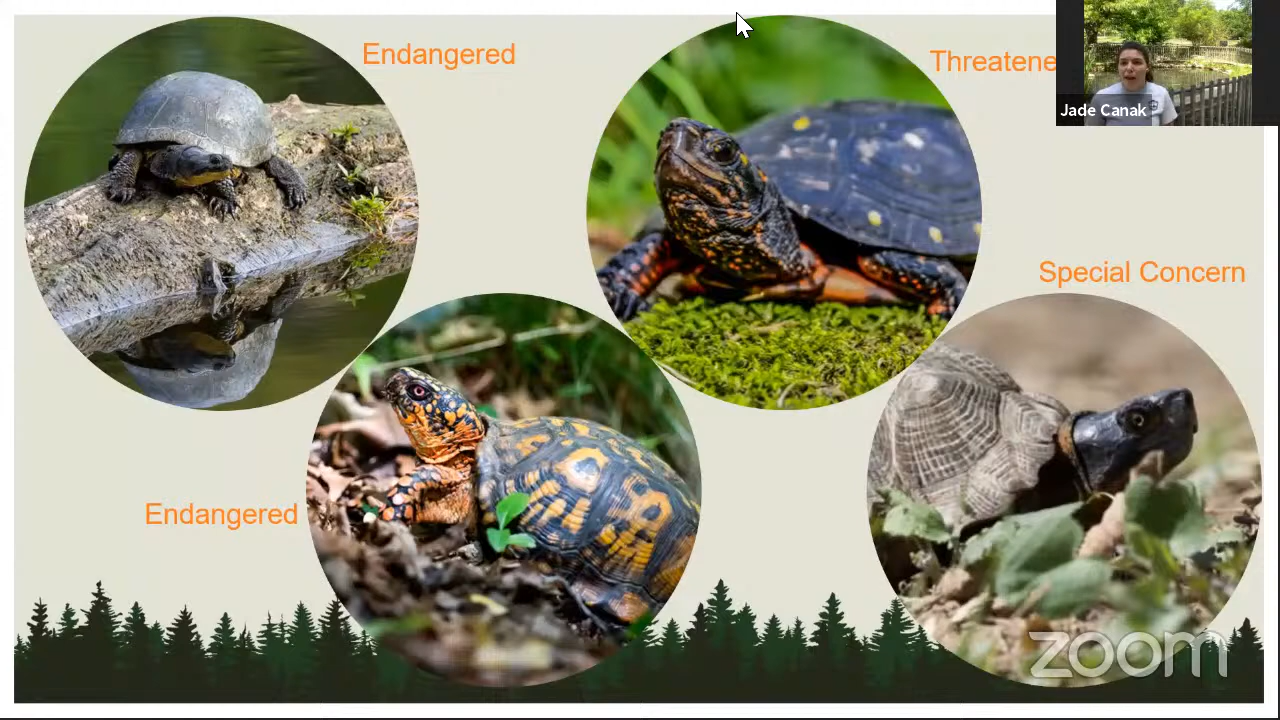 Endangered
Threatene
Jade Canak
Special Concern
Endangered
zoom